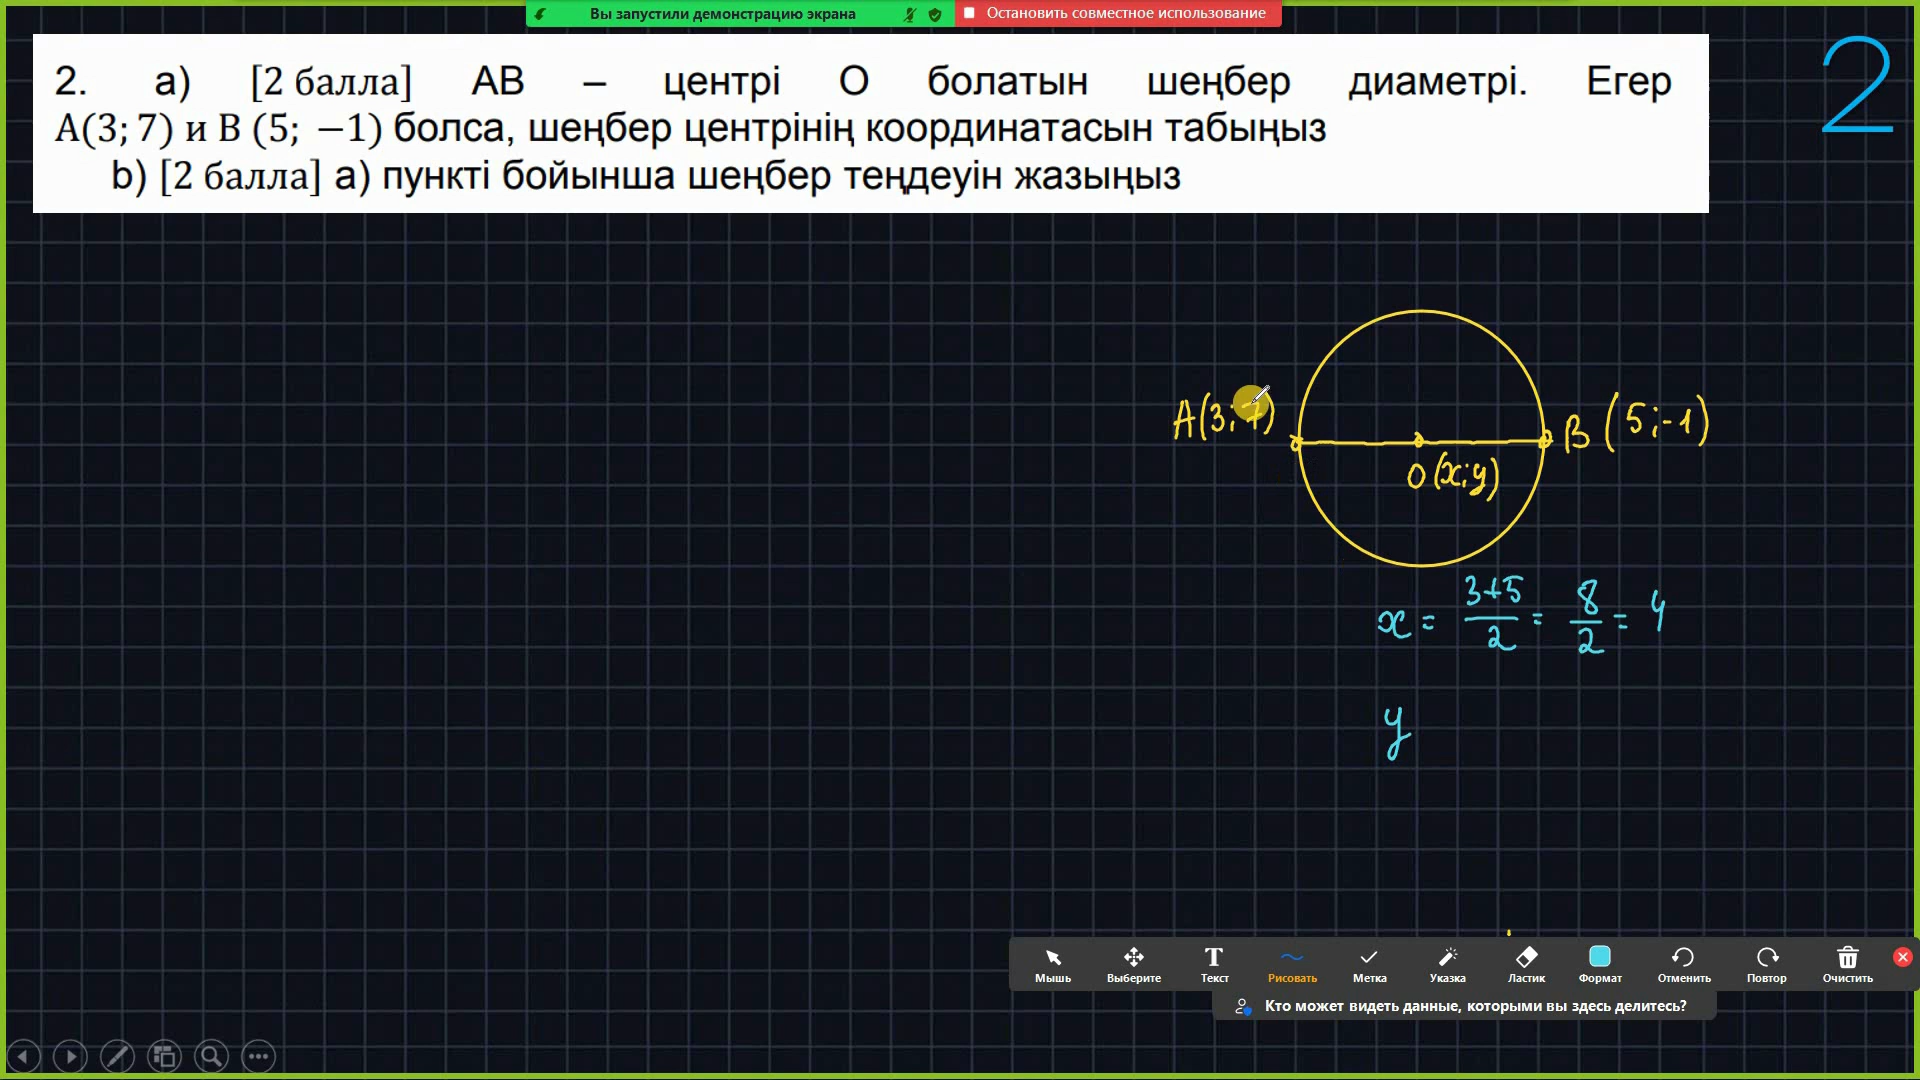 Вы запустили демонстрацию экрана
Остановить совместное использование
2
2. a) [2 балла] AB – центрі O болатын шеңбер диаметрі. Егер
A(3; 7) и B (5; −1) болса, шеңбер центрінің координатасын табыңыз
b) [2 балла] a) пункті бойынша шеңбер теңдеуін жазыңыз
A(3;7)
B (5;-1)
O(x;y)
x = 3+5/2 = 8/2 = 4
y
Мышь Выберите Текст Рисовать Метка Указка Ластик Формат Отменить Повтор Очистить
Кто может видеть данные, которыми вы здесь делитесь?